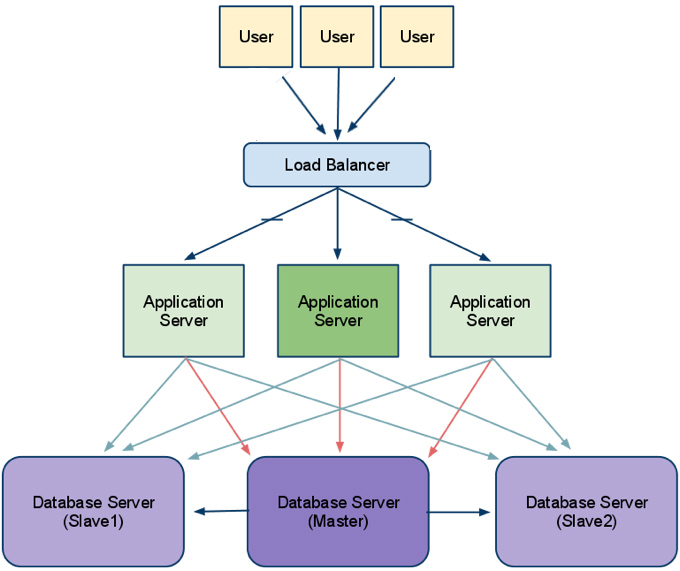 User
User
User
Load Balancer
Application
Server
Application
Server
Application
Server
Database Server
(Slave1)
Database Server
(Master)
Database Server
(Slave2)